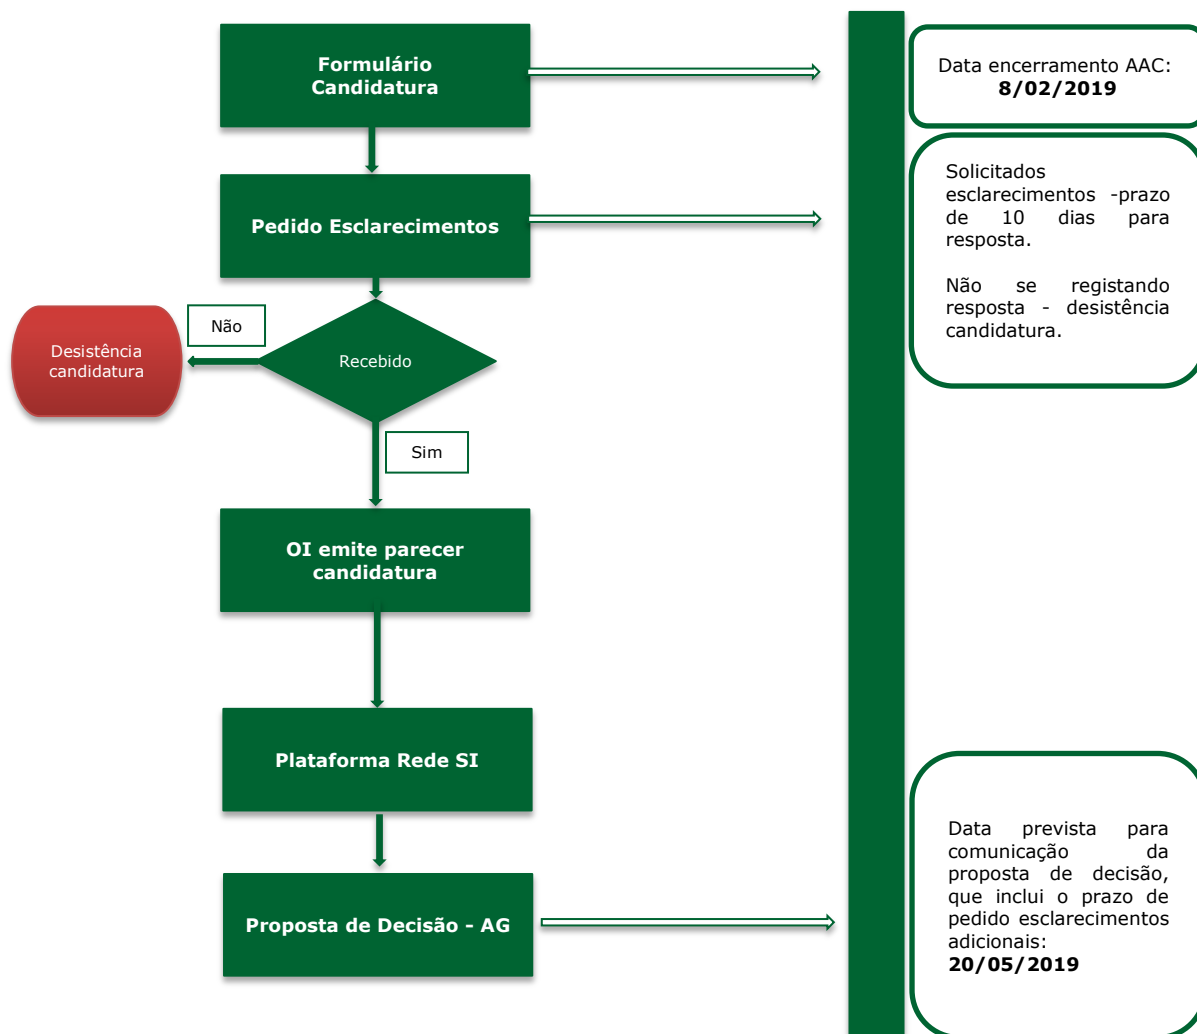 Formulário
Candidatura
Data encerramento AAC:
8/02/2019
Pedido Esclarecimentos
Solicitados
esclarecimentos -prazo
de 10 dias para
resposta.
Não se registando
resposta - desistência
candidatura.
Não
Desistência
candidatura
Recebido
Sim
OI emite parecer
candidatura
Plataforma Rede SI
Proposta de Decisão - AG
Data prevista para
comunicação da
proposta de decisão,
que inclui o prazo de
pedido esclarecimentos
adicionais:
20/05/2019